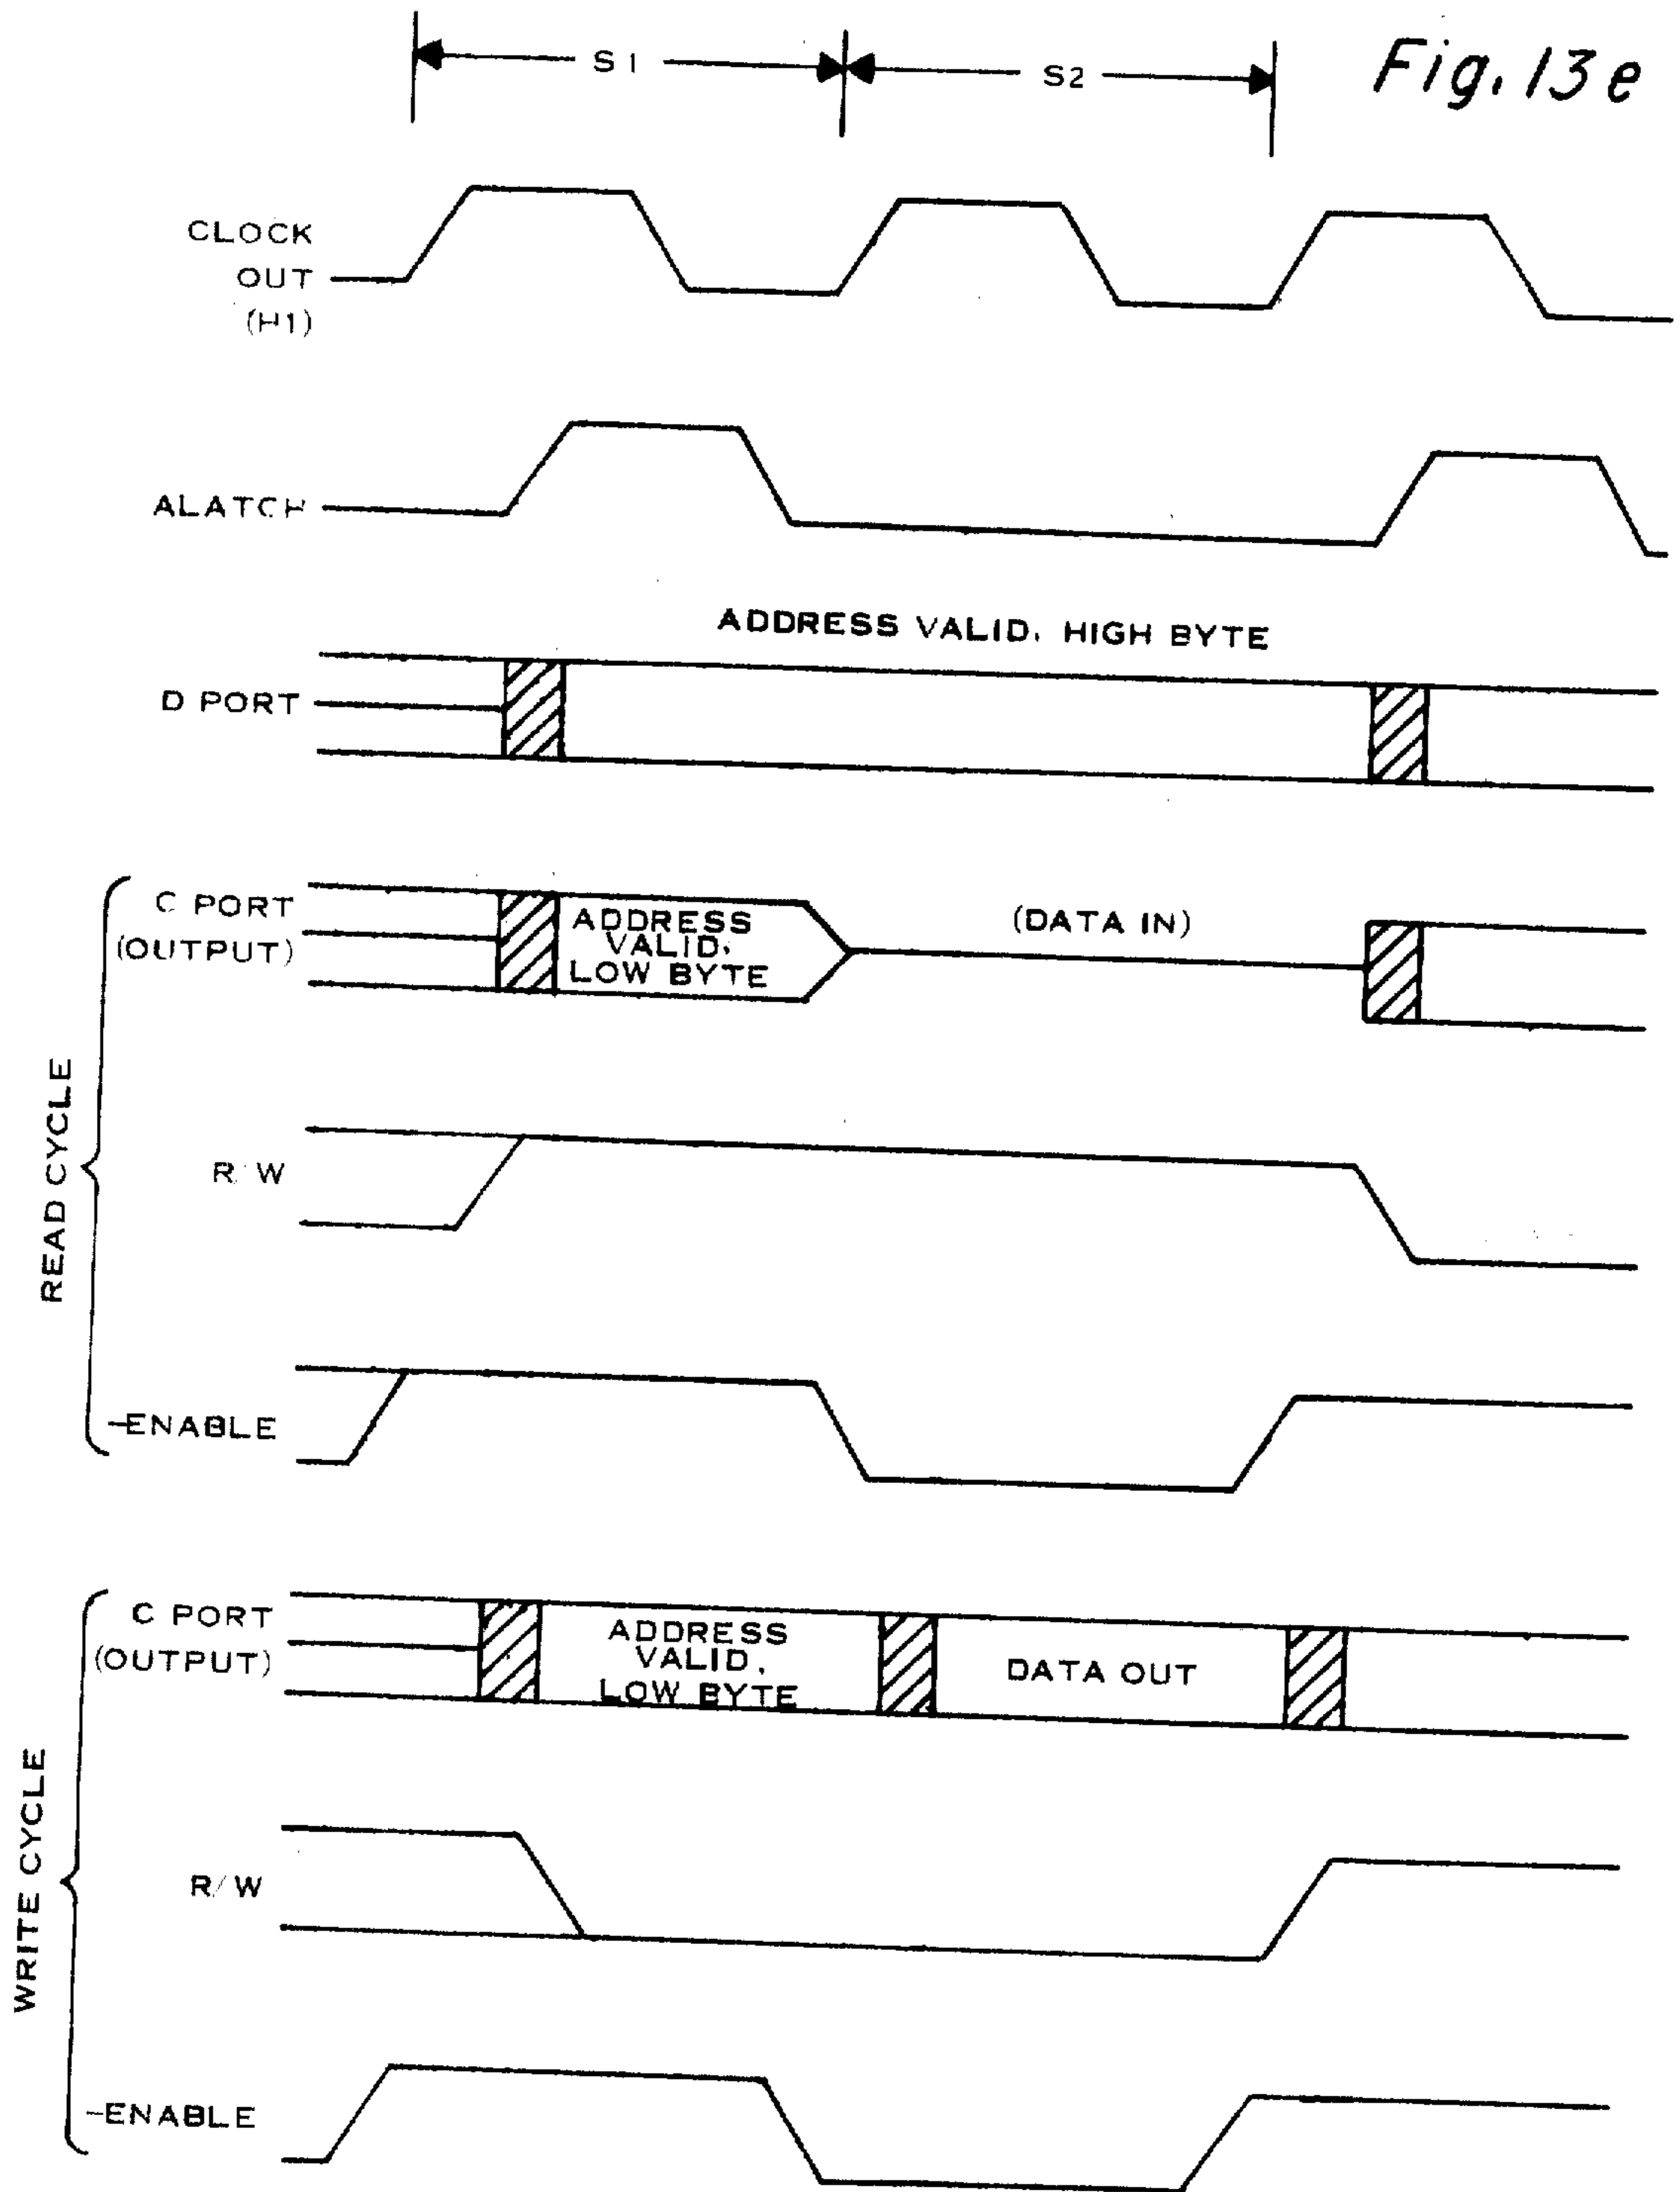 S1
S2
Fig. 13e
CLOCK
OUT
(H1)
ALATCH
ADDRESS VALID, HIGH BYTE
D PORT
READ CYCLE
C PORT
(OUTPUT)
ADDRESS
VALID,
LOW BYTE
(DATA IN)
R W
-ENABLE
WRITE CYCLE
C PORT
(OUTPUT)
ADDRESS
VALID,
LOW BYTE
DATA OUT
R/W
-ENABLE